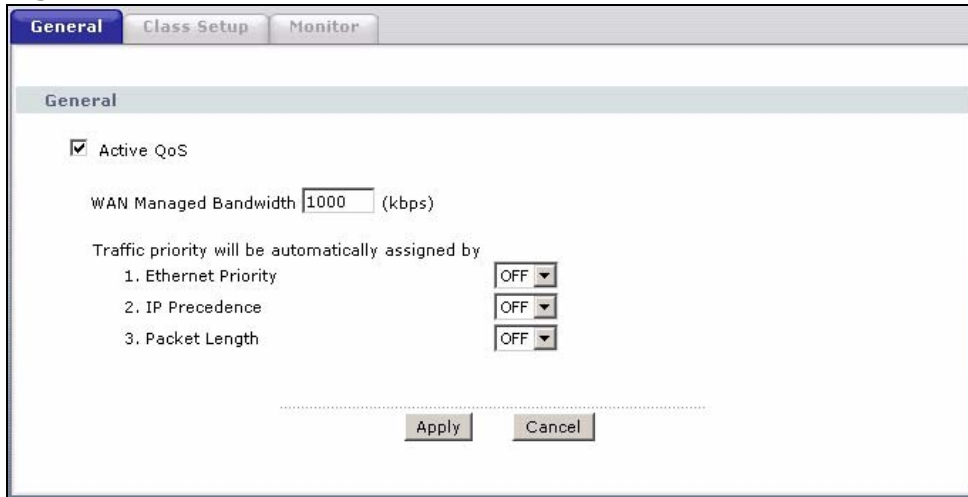 General Class Setup Monitor
General
Active QoS
WAN Managed Bandwidth 1000 (kbps)
Traffic priority will be automatically assigned by
1. Ethernet Priority OFF
2. IP Precedence OFF
3. Packet Length OFF
Apply Cancel